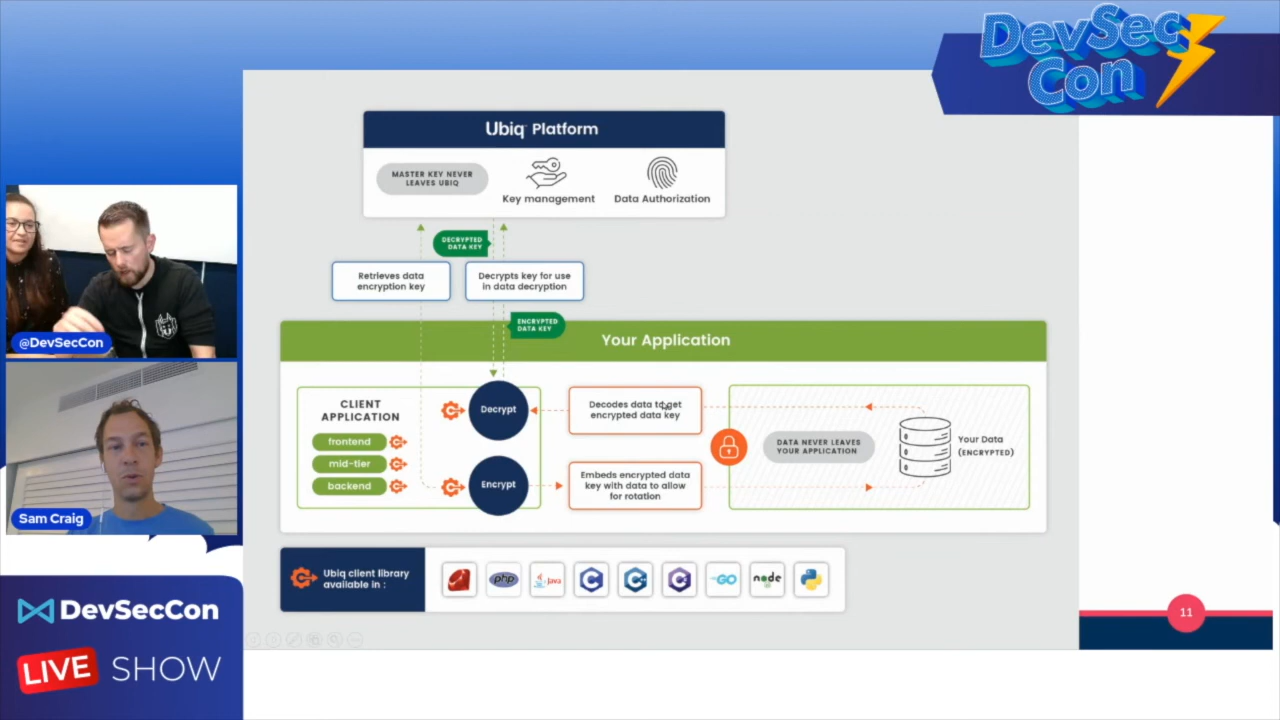 DevSec
Con
Ubiq Platform
MASTER KEY NEVER
LEAVES UBIQ
Key management
Data Authorization
DECRYPTED
DATA KEY
Retrieves data
encryption key
Decrypts key for use
in data decryption
ENCRYPTED
DATA KEY
Your Application
@DevSecCon
CLIENT
APPLICATION
frontend
mid-tier
backend
Decrypt
Encrypt
Decodes data to get
encrypted data key
Embeds encrypted data
key with data to allow
for rotation
DATA NEVER LEAVES
YOUR APPLICATION
Your Data
(ENCRYPTED)
Sam Craig
Ubiq client library
available in :
php
Java
C
C
C
GO
node
DevSecCon
LIVE SHOW
11